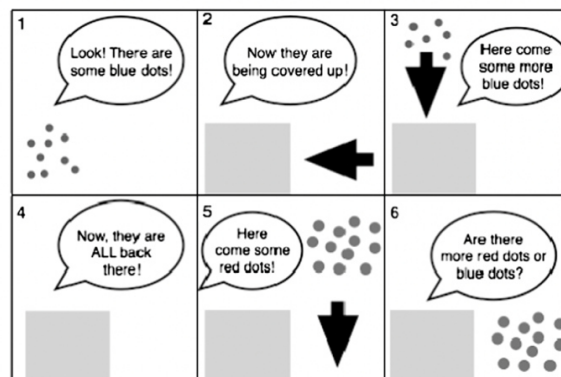 1
Look! There are
some blue dots!
2
Now they are
being covered up!
3
Here come
some more
blue dots!
4
Now, they are
ALL back
there!
5
Here
come some
red dots!
6
Are there
more red dots or
blue dots?